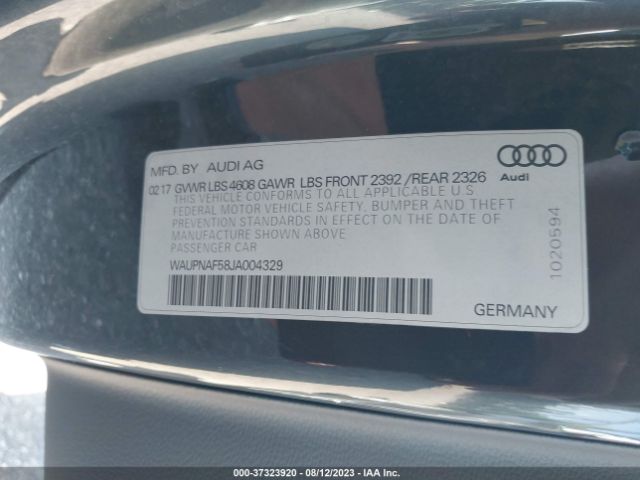 MFD. BY AUDI AG
02 17 GVWR LBS 4608 GAWR LBS FRONT 2392 /REAR 2326
THIS VEHICLE CONFORMS TO ALL APPLICABLE U.S
FEDERAL MOTOR VEHICLE SAFETY, BUMPER AND THEFT
PREVENTION STANDARDS IN EFFECT ON THE DATE OF
MANUFACTURE SHOWN ABOVE
PASSENGER CAR
WAUPNAF58JA004329
GERMANY
Audi
1020594
000-37323920 - 08/12/2023 - IAA Inc.